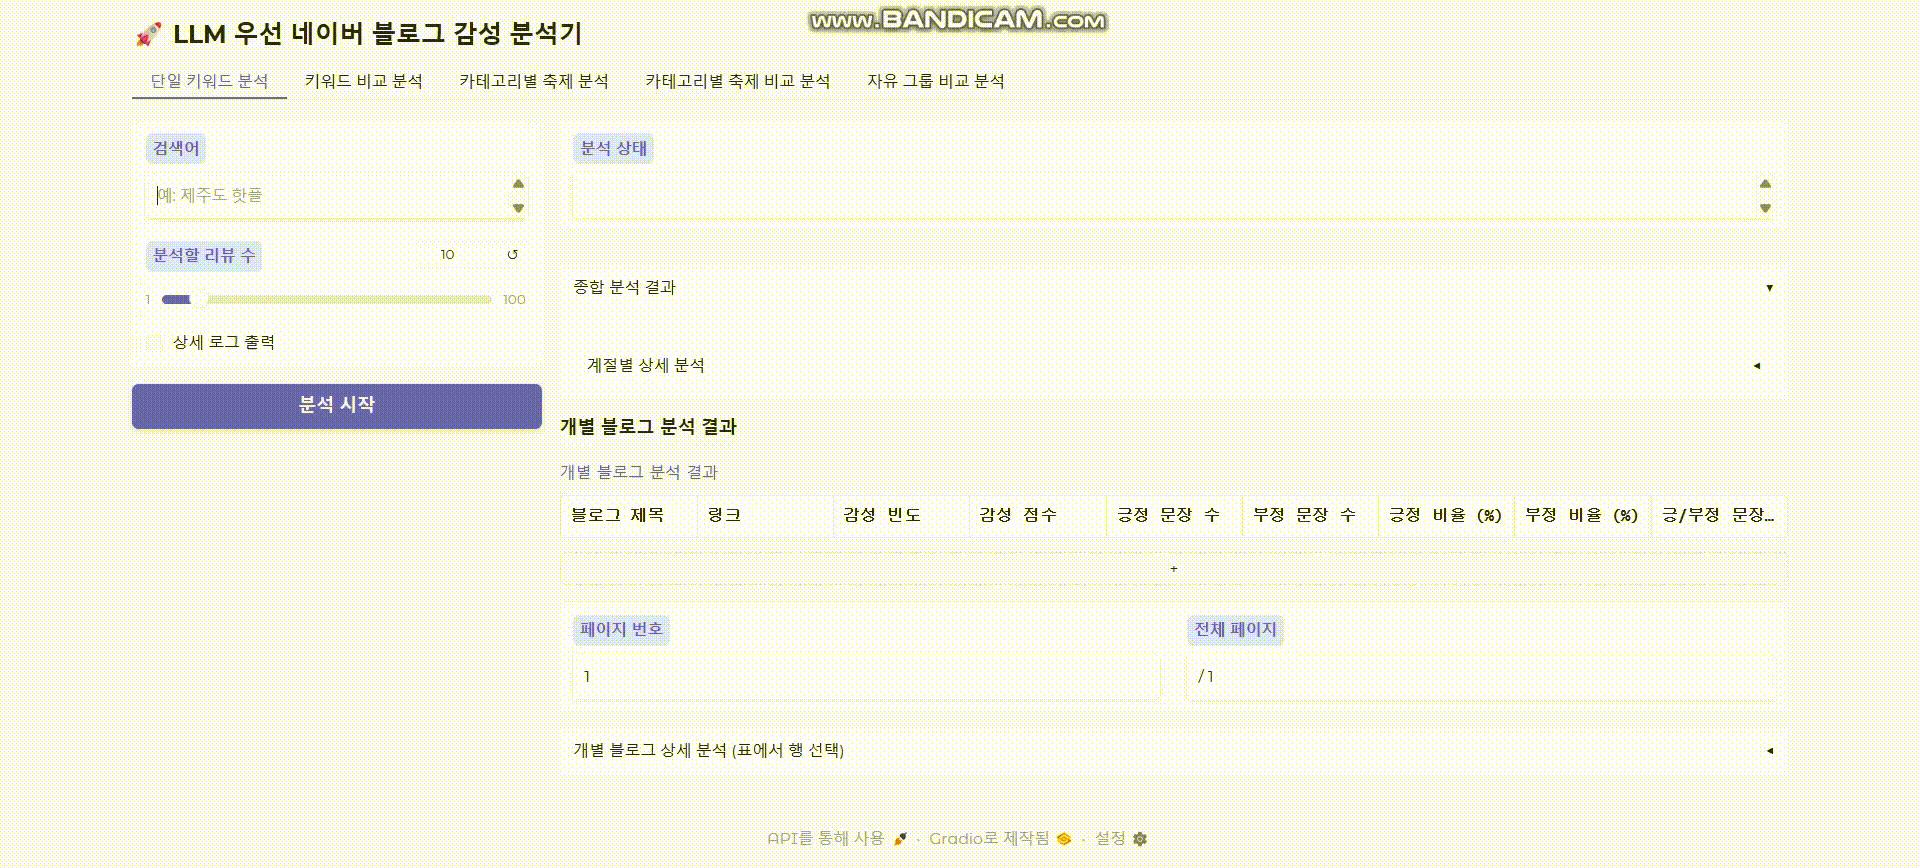 www.BANDICAM.com
🚀 LLM 우선 네이버 블로그 감성 분석기
단일 키워드 분석 키워드 비교 분석 카테고리별 축제 분석 카테고리별 축제 비교 분석 자유 그룹 비교 분석
검색어
예: 제주도 핫플
분석할 리뷰 수 10 ↺
1 100
상세 로그 출력
분석 시작
분석 상태
종합 분석 결과 ▼
계절별 상세 분석 ◀
개별 블로그 분석 결과
개별 블로그 분석 결과
블로그 제목 링크 감성 빈도 감성 점수 긍정 문장 수 부정 문장 수 긍정 비율 (%) 부정 비율 (%) 긍/부정 문장…
+
페이지 번호 전체 페이지
1 / 1
개별 블로그 상세 분석 (표에서 행 선택) ◀
API를 통해 사용 · Gradio로 제작됨 · 설정